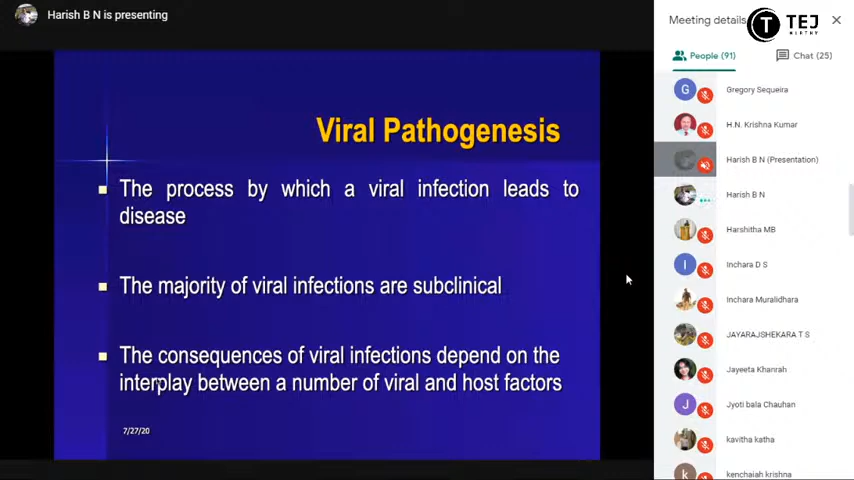 Harish B N is presenting
Meeting details
TEJ
People (91)
Chat (25)
Viral Pathogenesis
The process by which a viral infection leads to
disease
The majority of viral infections are subclinical
The consequences of viral infections depend on the
interplay between a number of viral and host factors
7/27/20
G Gregory Sequeira
H.N. Krishna Kumar
Harish B N (Presentation)
Harish B N
Harshitha MB
I Inchara D S
Inchara Muralidhara
JAYARAJSHEKARA T S
Jayeeta Khanrah
J Jyoti bala Chauhan
kavitha katha
k kenchaiah krishna